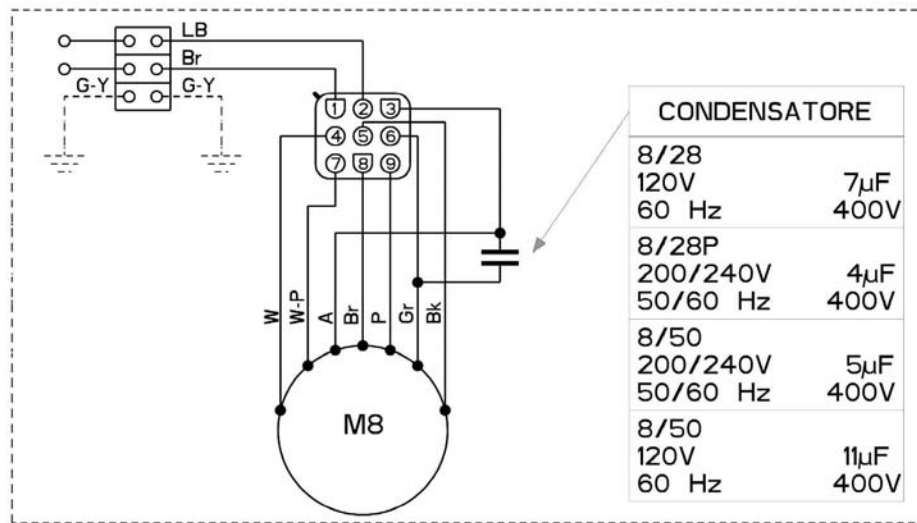 LB
Br
G-Y G-Y
1 2 3
4 5 6
7 8 9
W
W-P
A
Br
P
Gr
Bk
M8
CONDENSATORE
8/28
120V 7µF
60 Hz 400V
8/28P
200/240V 4µF
50/60 Hz 400V
8/50
200/240V 5µF
50/60 Hz 400V
8/50
120V 11µF
60 Hz 400V